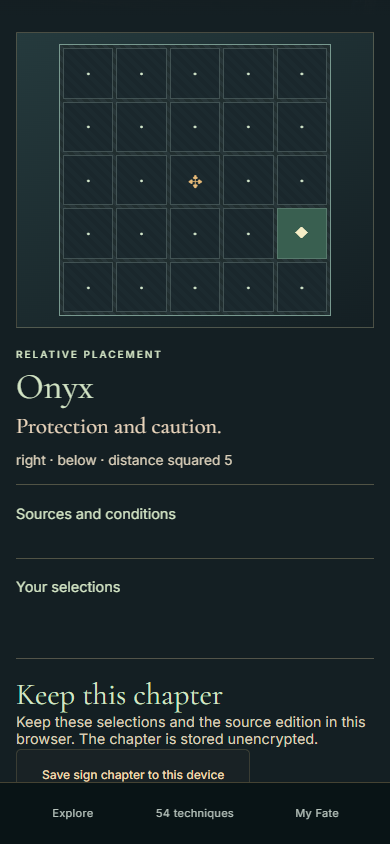 RELATIVE PLACEMENT
Onyx
Protection and caution.
right · below · distance squared 5
Sources and conditions
Your selections
Keep this chapter
Keep these selections and the source edition in this
browser. The chapter is stored unencrypted.
Save sign chapter to this device
Explore
54 techniques
My Fate